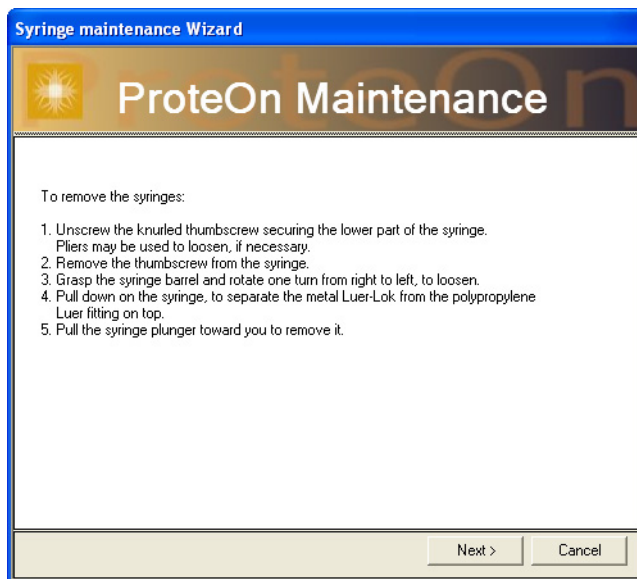 Syringe maintenance Wizard
ProteOn
ProteOn Maintenance
To remove the syringes:
1. Unscrew the knurled thumbscrew securing the lower part of the syringe.
Pliers may be used to loosen, if necessary.
2. Remove the thumbscrew from the syringe.
3. Grasp the syringe barrel and rotate one turn from right to left, to loosen.
4. Pull down on the syringe, to separate the metal Luer-Lok from the polypropylene
Luer fitting on top.
5. Pull the syringe plunger toward you to remove it.
Next >
Cancel